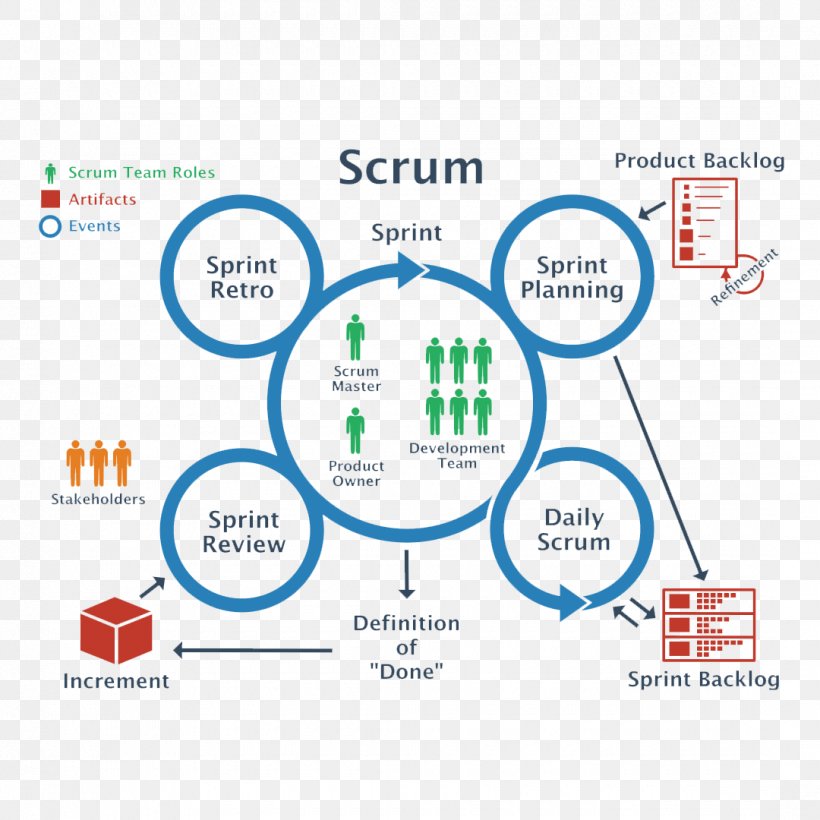 Scrum
Product Backlog
Scrum Team Roles
Artifacts
Events
Sprint
Sprint
Retro
Sprint
Planning
Refinement
Scrum
Master
Product
Owner
Development
Team
Stakeholders
Sprint
Review
Daily
Scrum
Definition
of
"Done"
Increment
Sprint Backlog